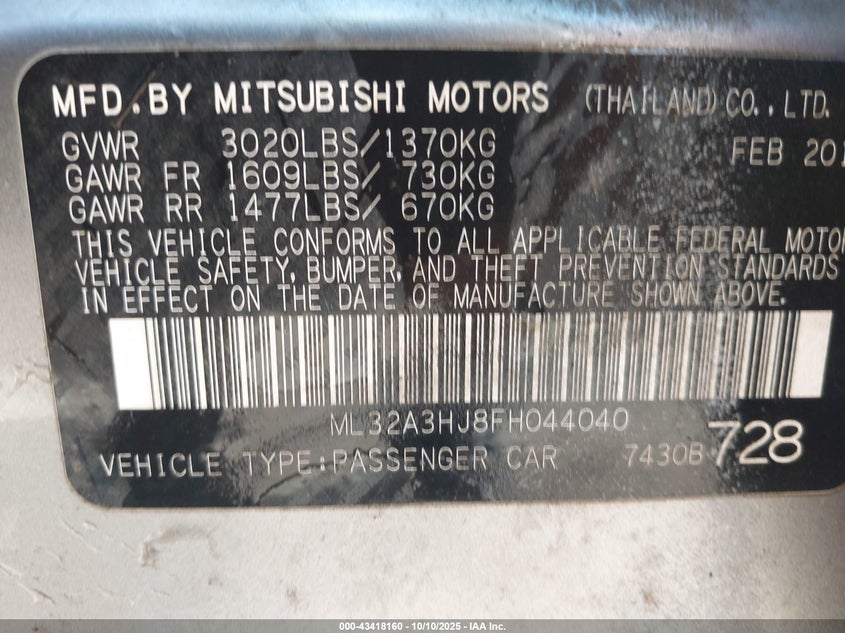 MFD.BY MITSUBISHI MOTORS (THAILAND) CO., LTD.
GVWR 3020LBS/1370KG FEB 201
GAWR FR 1609LBS/ 730KG
GAWR RR 1477LBS/ 670KG
THIS VEHICLE CONFORMS TO ALL APPLICABLE FEDERAL MOTOR
VEHICLE SAFETY, BUMPER, AND THEFT PREVENTION STANDARDS
IN EFFECT ON THE DATE OF MANUFACTURE SHOWN ABOVE.
ML32A3HJ8FH044040
VEHICLE TYPE:PASSENGER CAR 7430B 728
000-43418160 - 10/10/2025 - IAA Inc.